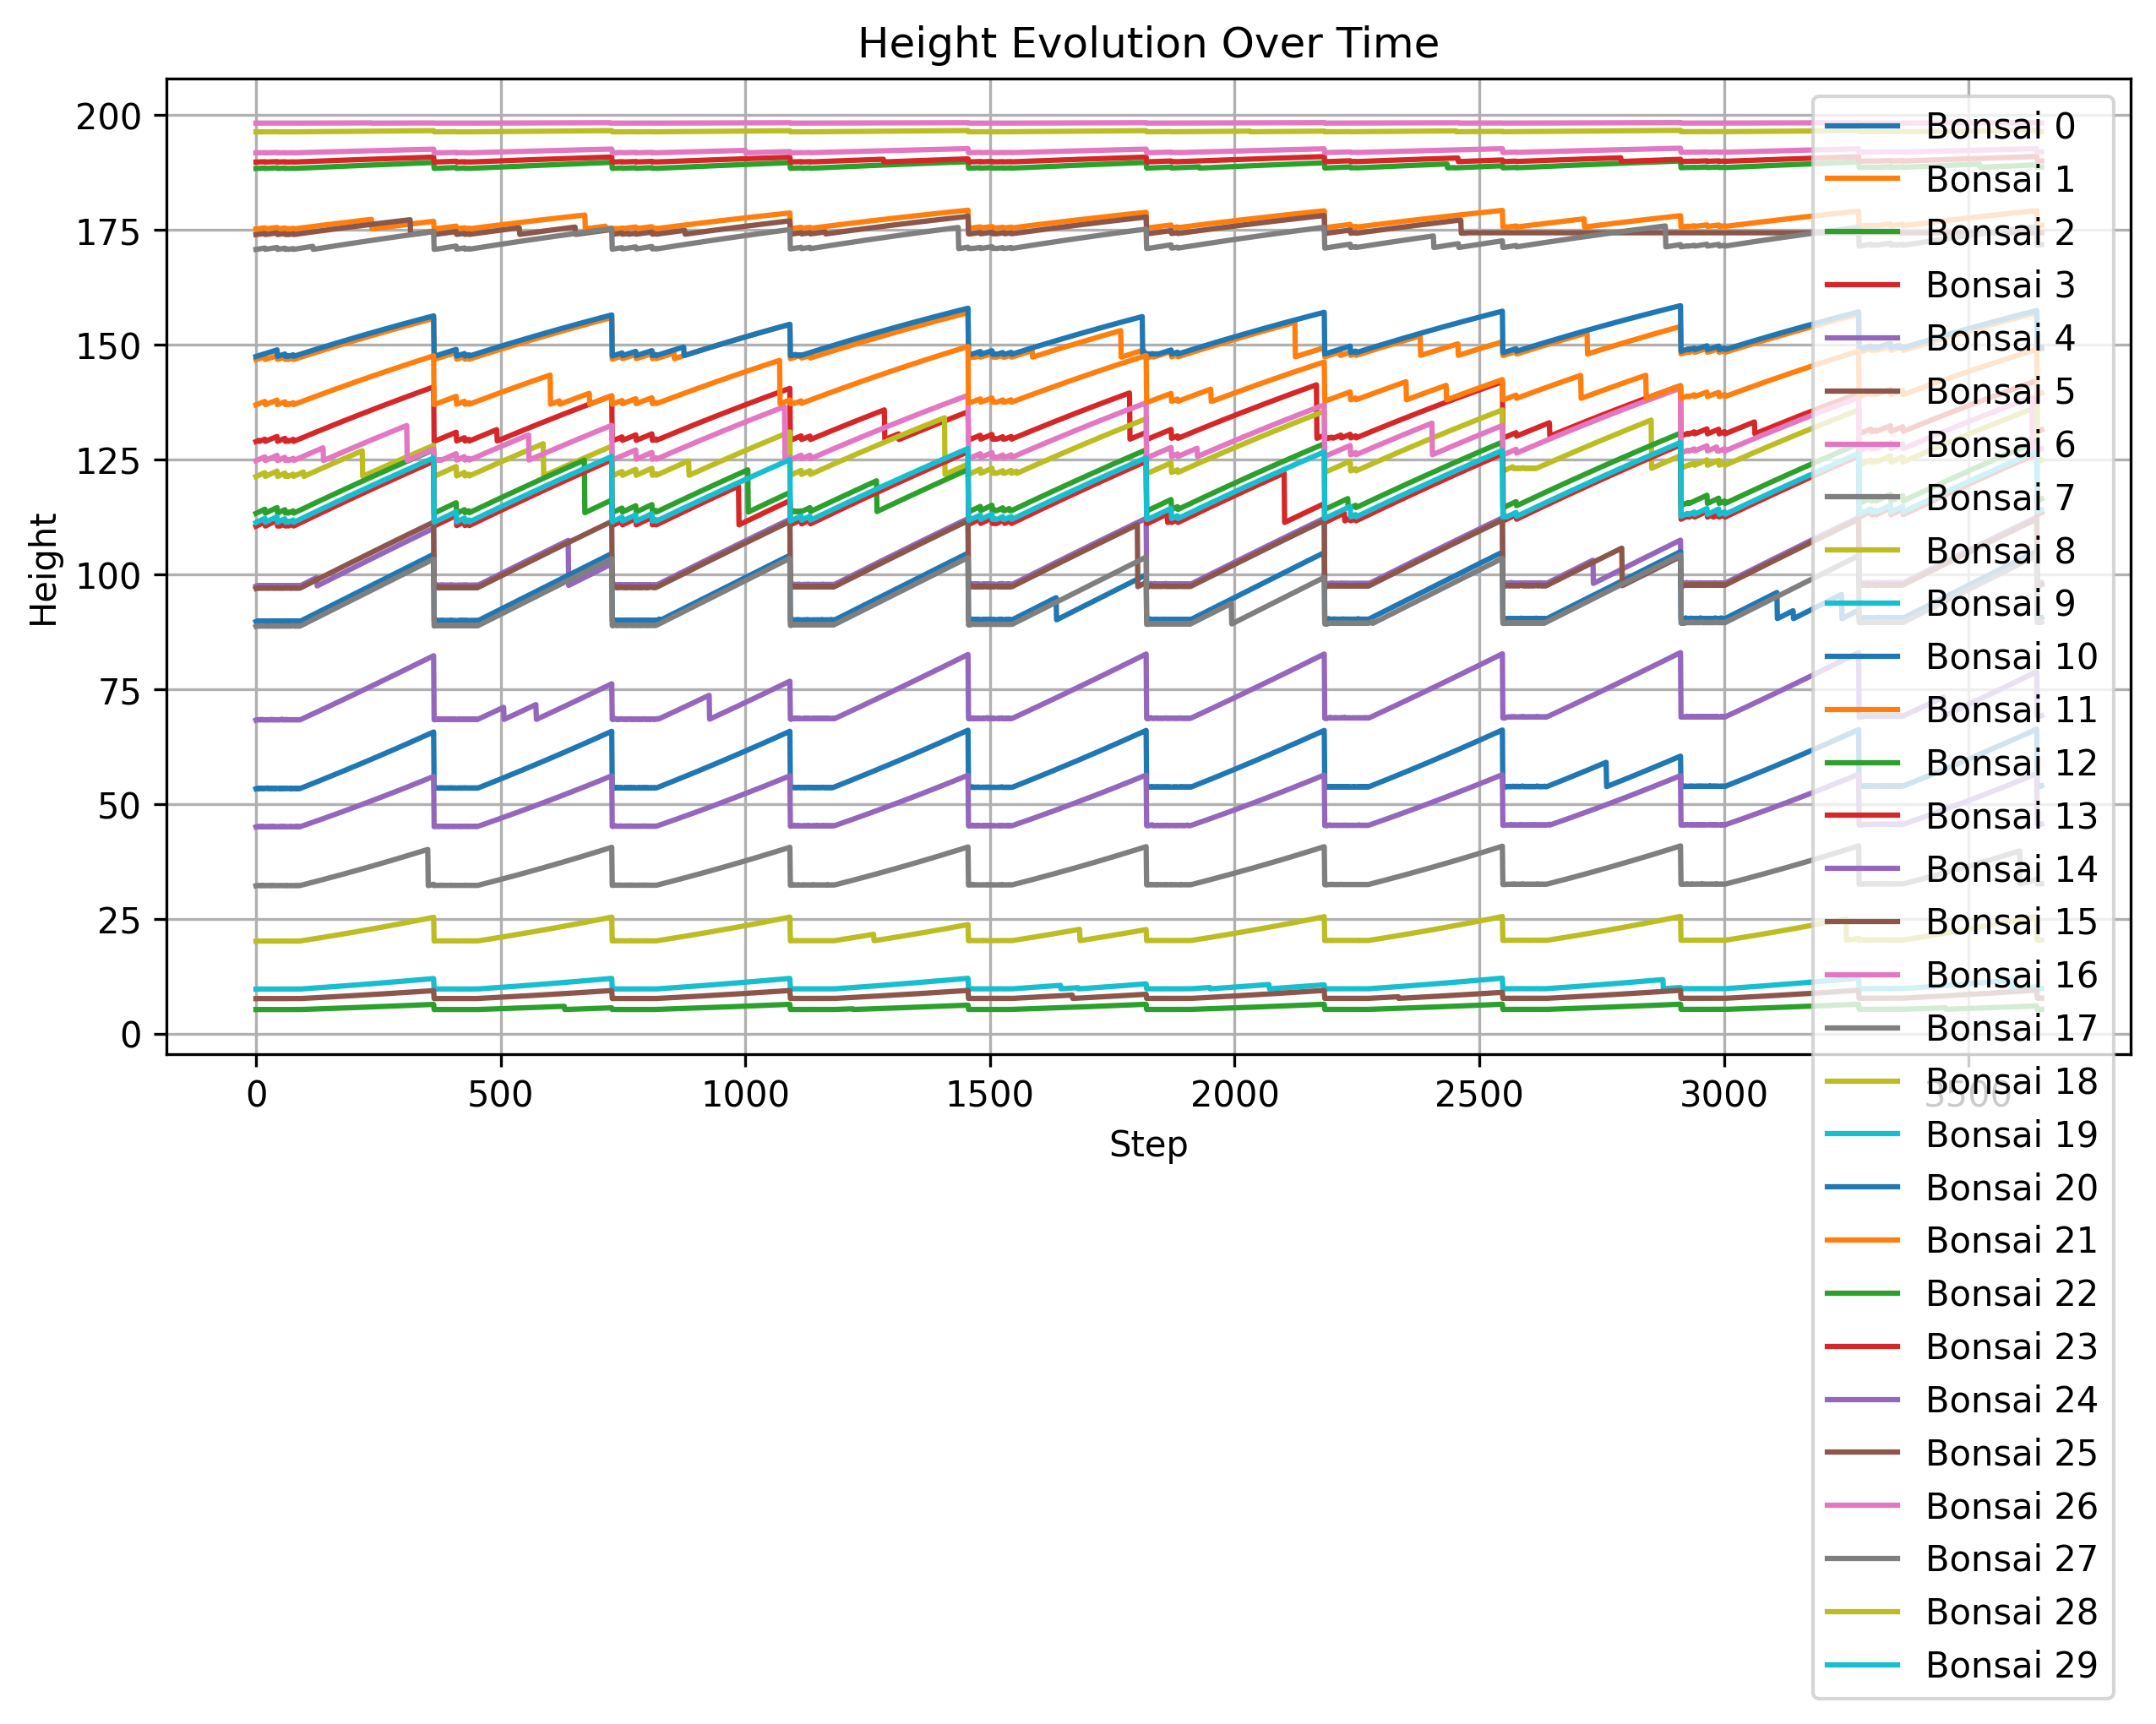 Height Evolution Over Time
Height
200
175
150
125
100
75
50
25
0
0 500 1000 1500 2000 2500 3000 3500
Step
Bonsai 0
Bonsai 1
Bonsai 2
Bonsai 3
Bonsai 4
Bonsai 5
Bonsai 6
Bonsai 7
Bonsai 8
Bonsai 9
Bonsai 10
Bonsai 11
Bonsai 12
Bonsai 13
Bonsai 14
Bonsai 15
Bonsai 16
Bonsai 17
Bonsai 18
Bonsai 19
Bonsai 20
Bonsai 21
Bonsai 22
Bonsai 23
Bonsai 24
Bonsai 25
Bonsai 26
Bonsai 27
Bonsai 28
Bonsai 29